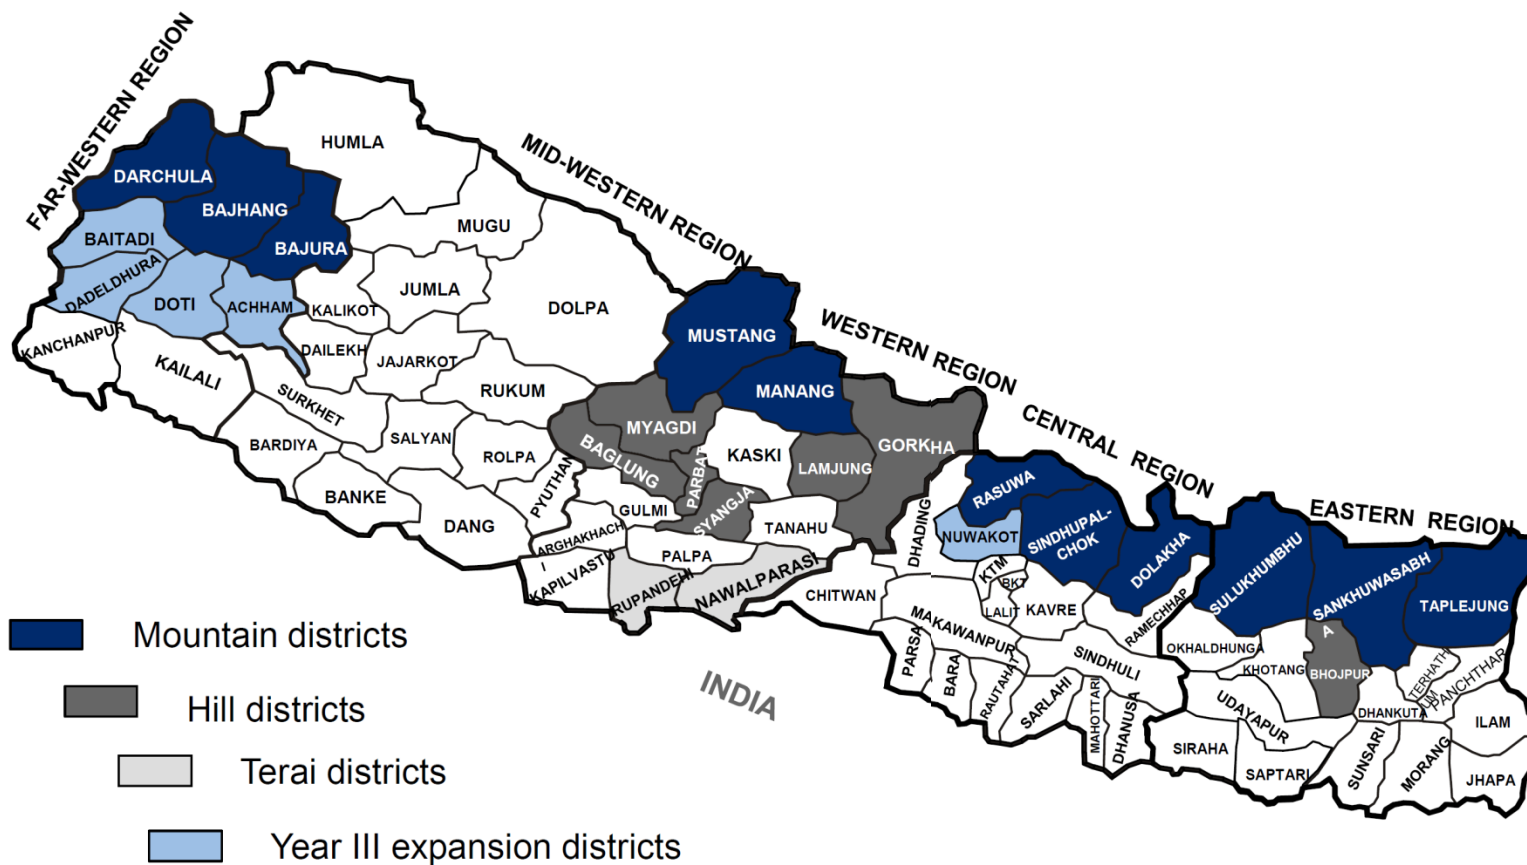 FAR-WESTERN REGION
MID-WESTERN REGION
WESTERN REGION
CENTRAL REGION
EASTERN REGION
HUMLA
DARCHULA
BAJHANG
BAJURA
BAITADI
DADELDHURA
DOTI
ACHHAM
KANCHANPUR
KAILALI
MUGU
JUMLA
KALIKOT
DOLPA
DAILEKH
JAJARKOT
RUKUM
SURKHET
SALYAN
ROLPA
BARDIYA
BANKE
DANG
PYUTHAN
MUSTANG
MANANG
MYAGDI
BAGLUNG
PARBAT
KASKI
LAMJUNG
GORKHA
SYANGJA
GULMI
TANAHU
ARGHAKHACH
I
PALPA
KAPILVASTU
RUPANDEHI
NAWALPARASI
CHITWAN
DHADING
RASUWA
NUWAKOT
SINDHUPAL-
CHOK
DOLAKHA
KTM
BKT
LALIT
KAVRE
RAMECHHAP
MAKAWANPUR
SINDHULI
PARSA
BARA
RAUTAHAT
SARLAHI
MAHOTTARI
DHANUSA
SULUKHUMBHU
SANKHUWASABH
A
TAPLEJUNG
OKHALDHUNGA
KHOTANG
BHOJPUR
TERHATH
PANCHTHAR
DHANKUTA
UDAYAPUR
ILAM
SIRAHA
SAPTARI
SUNSARI
MORANG
JHAPA
INDIA
Mountain districts
Hill districts
Terai districts
Year III expansion districts